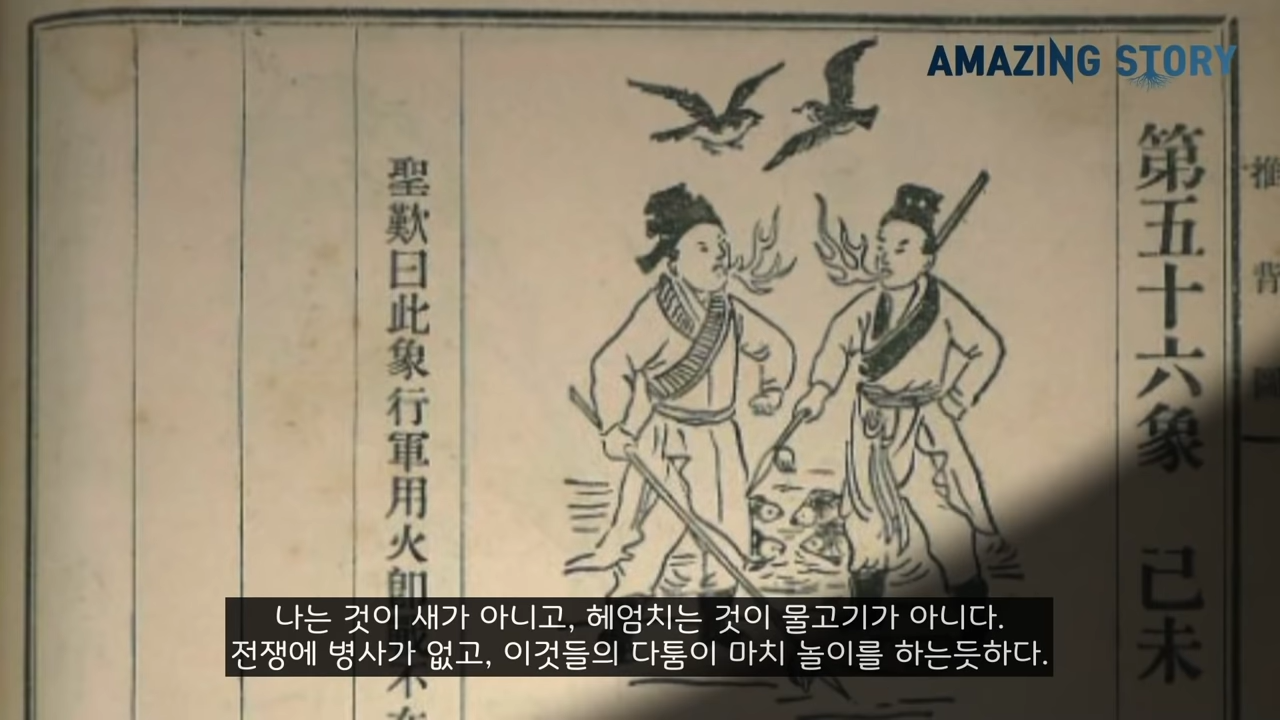 AMAZING STORY
第五十六象 己未
聖歎曰此象行軍用火即
나는 것이 새가 아니고, 헤엄치는 것이 물고기가 아니다.
전쟁에 병사가 없고, 이것들의 다툼이 마치 놀이를 하는듯하다.